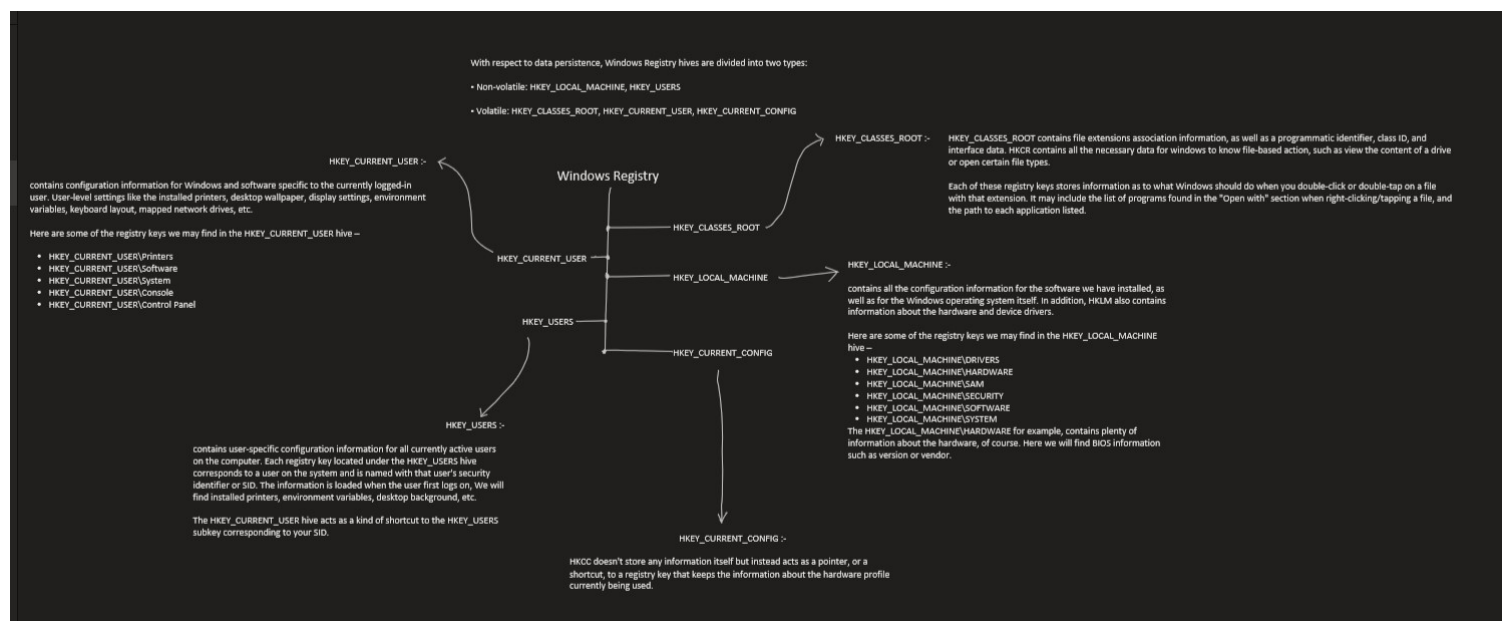 With respect to data persistence, Windows Registry hives are divided into two types:
• Non-volatile: HKEY_LOCAL_MACHINE, HKEY_USERS
• Volatile: HKEY_CLASSES_ROOT, HKEY_CURRENT_USER, HKEY_CURRENT_CONFIG
HKEY_CURRENT_USER :-
contains configuration information for Windows and software specific to the currently logged-in
user. User-level settings like the installed printers, desktop wallpaper, display settings, environment
variables, keyboard layout, mapped network drives, etc.
Here are some of the registry keys we may find in the HKEY_CURRENT_USER hive –
• HKEY_CURRENT_USER\Printers
• HKEY_CURRENT_USER\Software
• HKEY_CURRENT_USER\System
• HKEY_CURRENT_USER\Console
• HKEY_CURRENT_USER\Control Panel
Windows Registry
HKEY_CLASSES_ROOT
HKEY_CURRENT_USER
HKEY_LOCAL_MACHINE
HKEY_USERS
HKEY_CURRENT_CONFIG
HKEY_CLASSES_ROOT :-
HKEY_CLASSES_ROOT contains file extensions association information, as well as a programmatic identifier, class ID, and
interface data. HKCR contains all the necessary data for windows to know file-based action, such as view the content of a drive
or open certain file types.
Each of these registry keys stores information as to what Windows should do when you double-click or double-tap on a file
with that extension. It may include the list of programs found in the "Open with" section when right-clicking/tapping a file, and
the path to each application listed.
HKEY_LOCAL_MACHINE :-
contains all the configuration information for the software we have installed, as
well as for the Windows operating system itself. In addition, HKLM also contains
information about the hardware and device drivers.
Here are some of the registry keys we may find in the HKEY_LOCAL_MACHINE
hive –
• HKEY_LOCAL_MACHINE\DRIVERS
• HKEY_LOCAL_MACHINE\HARDWARE
• HKEY_LOCAL_MACHINE\SAM
• HKEY_LOCAL_MACHINE\SECURITY
• HKEY_LOCAL_MACHINE\SOFTWARE
• HKEY_LOCAL_MACHINE\SYSTEM
The HKEY_LOCAL_MACHINE\HARDWARE for example, contains plenty of
information about the hardware, of course. Here we will find BIOS information
such as version or vendor.
HKEY_USERS :-
contains user-specific configuration information for all currently active users
on the computer. Each registry key located under the HKEY_USERS hive
corresponds to a user on the system and is named with that user's security
identifier or SID. The information is loaded when the user first logs on, We will
find installed printers, environment variables, desktop background, etc.
The HKEY_CURRENT_USER hive acts as a kind of shortcut to the HKEY_USERS
subkey corresponding to your SID.
HKEY_CURRENT_CONFIG :-
HKCC doesn't store any information itself but instead acts as a pointer, or a
shortcut, to a registry key that keeps the information about the hardware profile
currently being used.